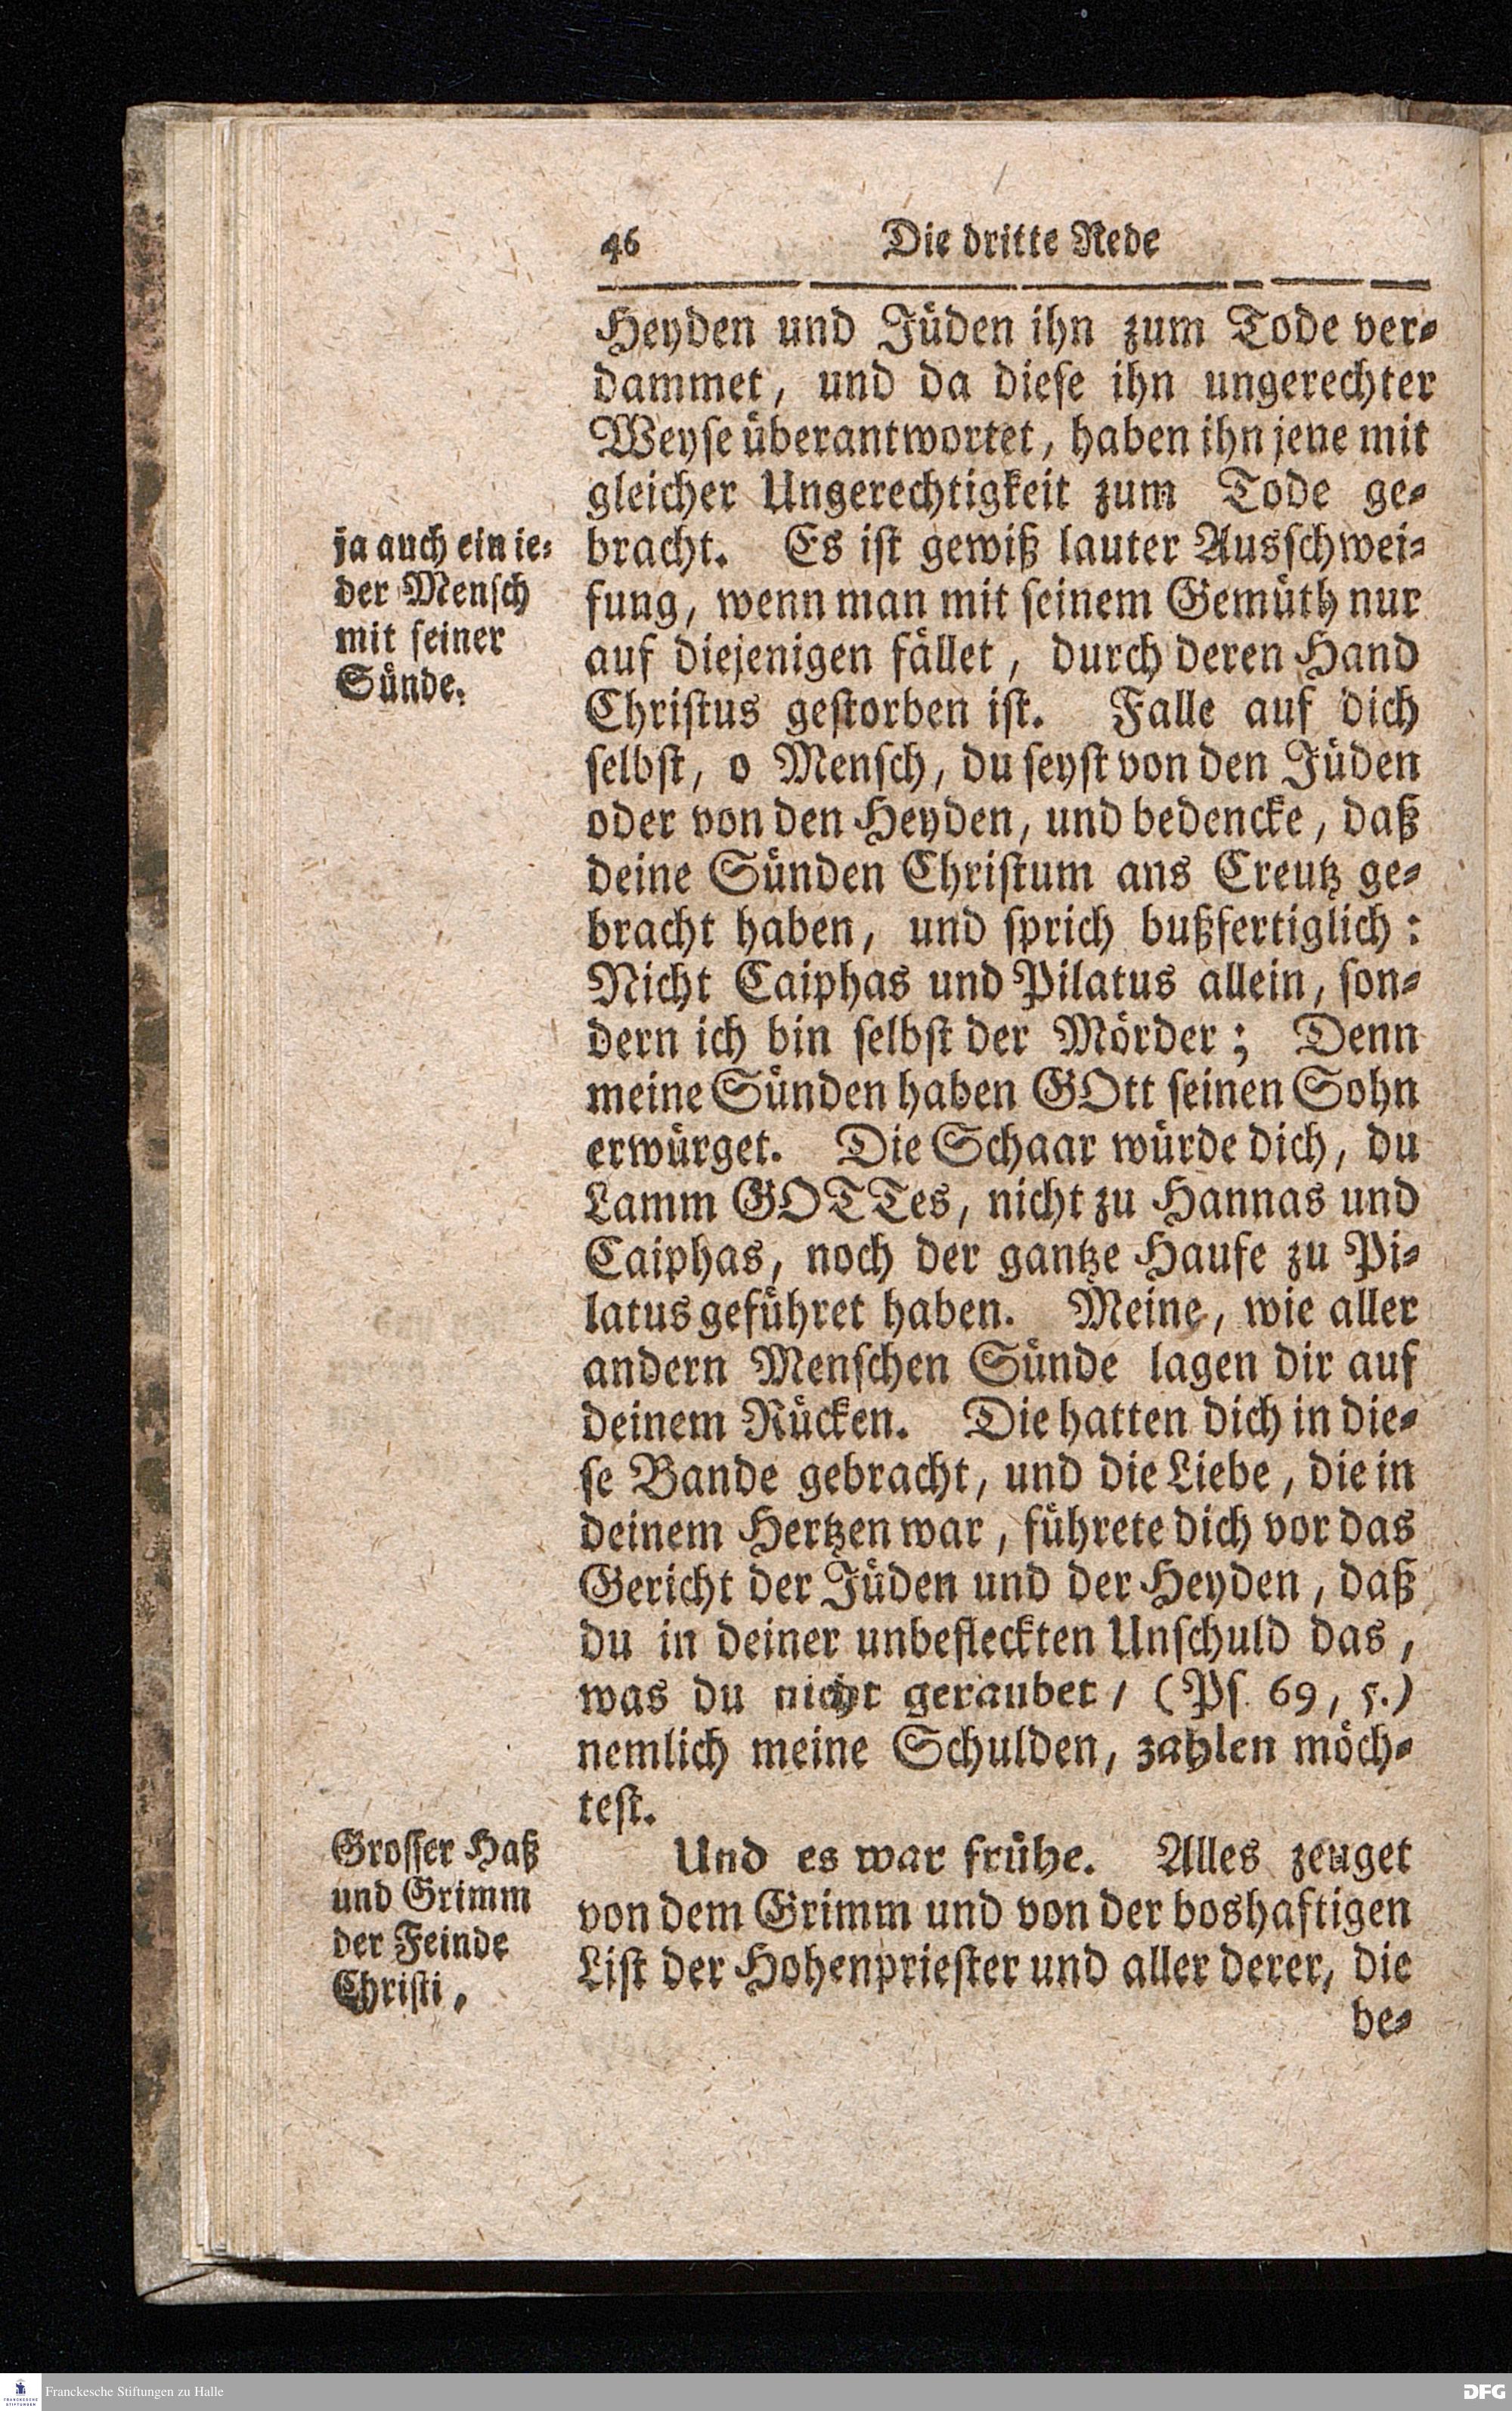 46 Die dritte Rede
Heyden und Jüden ihn zum Tode ver-
dammet, und da diese ihn ungerechter
Weyse überantwortet, haben ihn jene mit
gleicher Ungerechtigkeit zum Tode ge-
bracht. Es ist gewiß lauter Ausschwei-
fung, wenn man mit seinem Gemüth nur
auf diejenigen fället, durch deren Hand
Christus gestorben ist. Falle auf dich
selbst, o Mensch, du seyst von den Jüden
oder von den Heyden, und bedencke, daß
deine Sünden Christum ans Creutz ge-
bracht haben, und sprich bußfertiglich:
Nicht Caiphas und Pilatus allein, son-
dern ich bin selbst der Mörder; Denn
meine Sünden haben GOtt seinen Sohn
erwürget. Die Schaar würde dich, du
Lamm GOTTes, nicht zu Hannas und
Caiphas, noch der gantze Haufe zu Pi-
latus geführet haben. Meine, wie aller
andern Menschen Sünde lagen dir auf
deinem Rücken. Die hatten dich in die-
se Bande gebracht, und die Liebe, die in
deinem Hertzen war, führete dich vor das
Gericht der Jüden und der Heyden, daß
du in deiner unbefleckten Unschuld das,
was du nicht geraubet, (Ps. 69, 5.)
nemlich meine Schulden, zahlen möch-
test.
Und es war frühe. Alles zeuget
von dem Grimm und von der boshaftigen
List der Hohenpriester und aller derer, die
be-
ja auch ein ie-
der Mensch
mit seiner
Sünde.
Grosser Haß
und Grimm
der Feinde
Christi,
Franckesche Stiftungen zu Halle
DFG